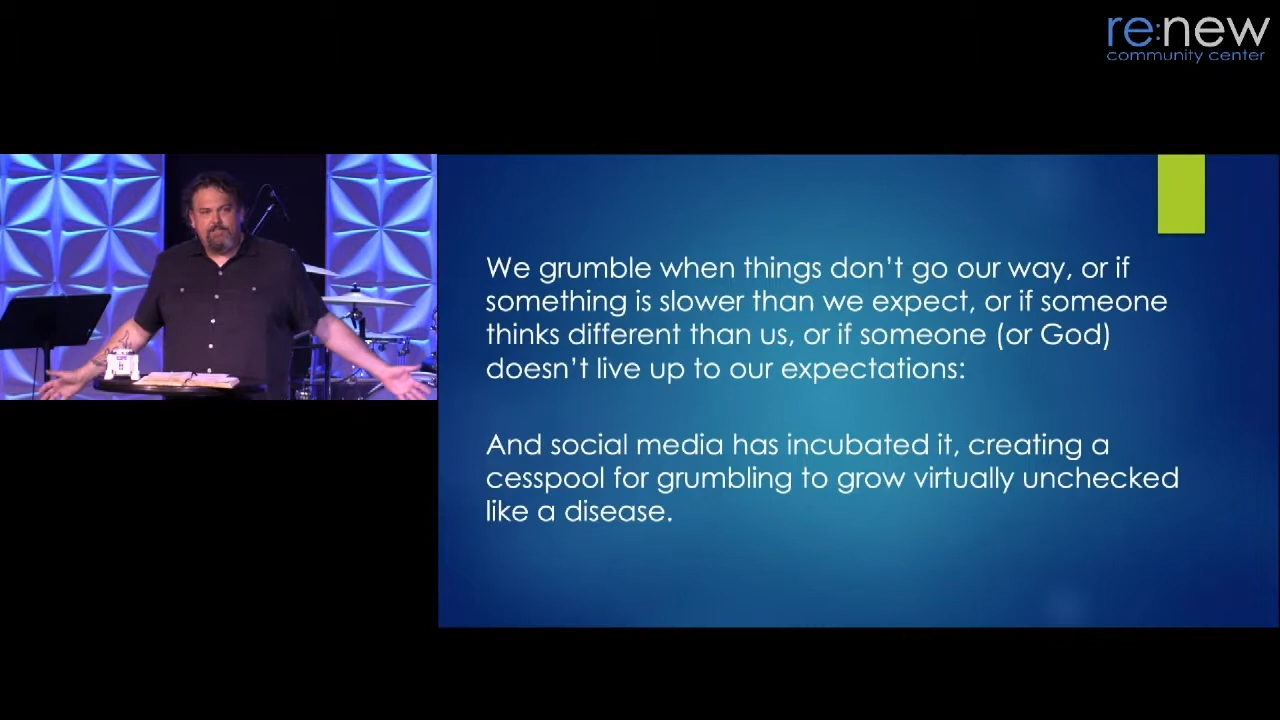 re:new
community center
We grumble when things don't go our way, or if
something is slower than we expect, or if someone
thinks different than us, or if someone (or God)
doesn't live up to our expectations:
And social media has incubated it, creating a
cesspool for grumbling to grow virtually unchecked
like a disease.